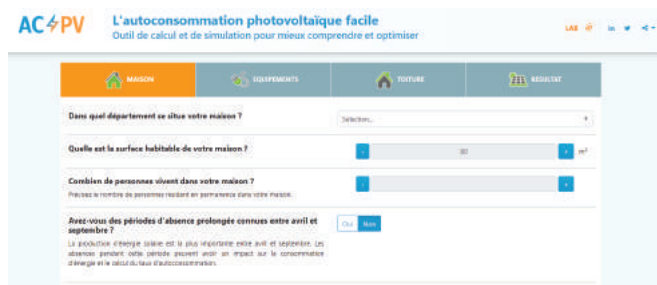 AC PV
L'autoconsommation photovoltaïque facile
Outil de calcul et de simulation pour mieux comprendre et optimiser
LAB
in
MAISON
EQUIPEMENTS
TOITURE
RESULTAT
Dans quel département se situe votre maison ?
Sélection...
Quelle est la surface habitable de votre maison ?
m²
Combien de personnes vivent dans votre maison ?
Précisez le nombre de personnes résidant en permanence dans votre maison.
Avez-vous des périodes d'absence prolongée connues entre avril et
septembre ?
Oui Non
La production d'énergie solaire est la plus importante entre avril et septembre. Les
absences pendant cette période peuvent avoir un impact sur la consommation
d'énergie et le calcul du taux d'autoconsommation.